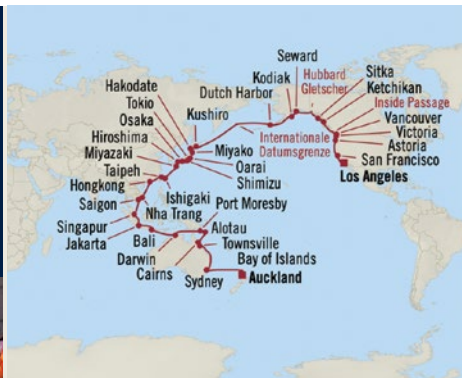 Seward
Kodiak
Dutch Harbor
Kushiro
Hubbard
Gletscher
Sitka
Ketchikan
Inside Passage
Vancouver
Victoria
Astoria
San Francisco
Los Angeles
Internationale
Datumsgrenze
Hakodate
Tokio
Osaka
Hiroshima
Miyazaki
Taipeh
Hongkong
Saigon
Singapur
Jakarta
Miyako
Oarai
Shimizu
Ishigaki
Nha Trang
Port Moresby
Bali
Alotau
Darwin
Townsville
Cairns
Bay of Islands
Sydney
Auckland